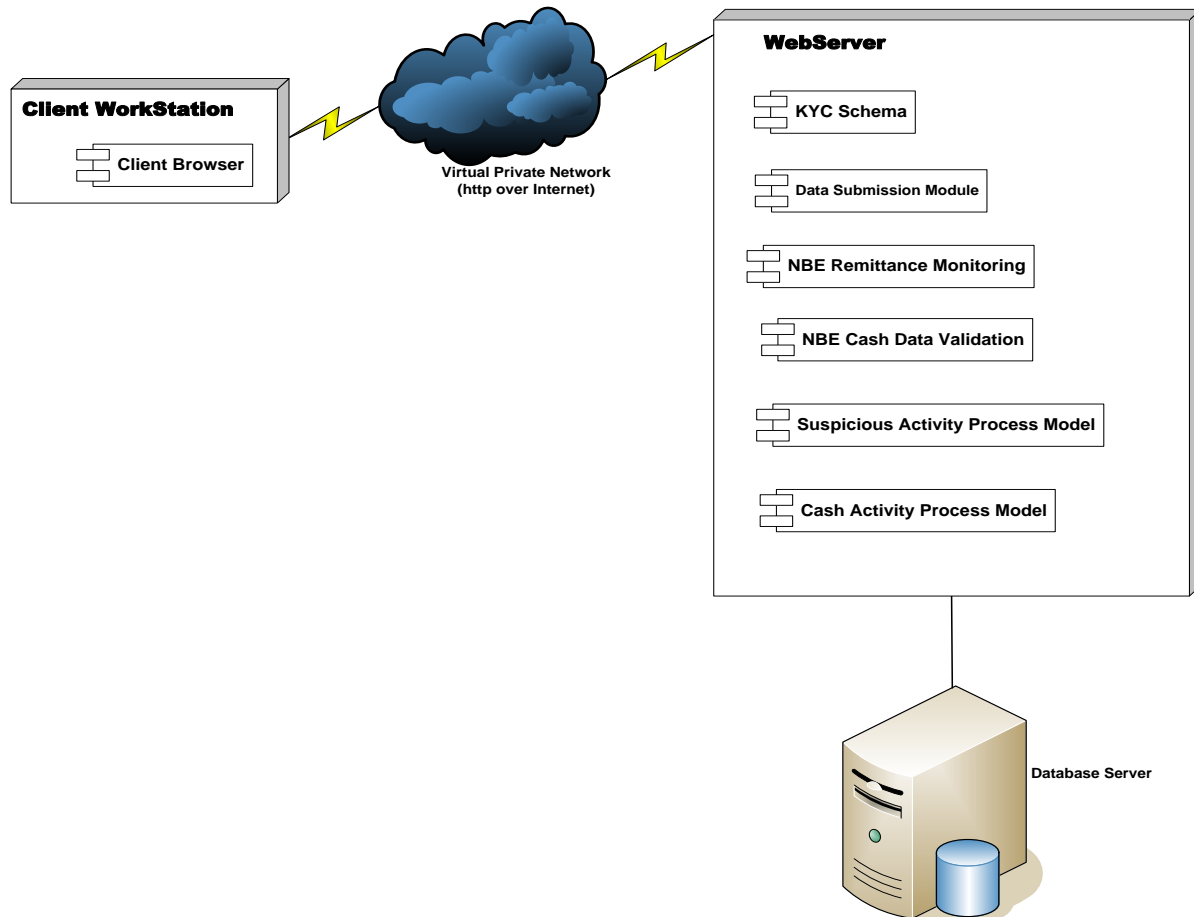 WebServer
KYC Schema
Client WorkStation
Client Browser
Virtual Private Network
(http over Internet)
Data Submission Module
NBE Remittance Monitoring
NBE Cash Data Validation
Suspicious Activity Process Model
Cash Activity Process Model
Database Server